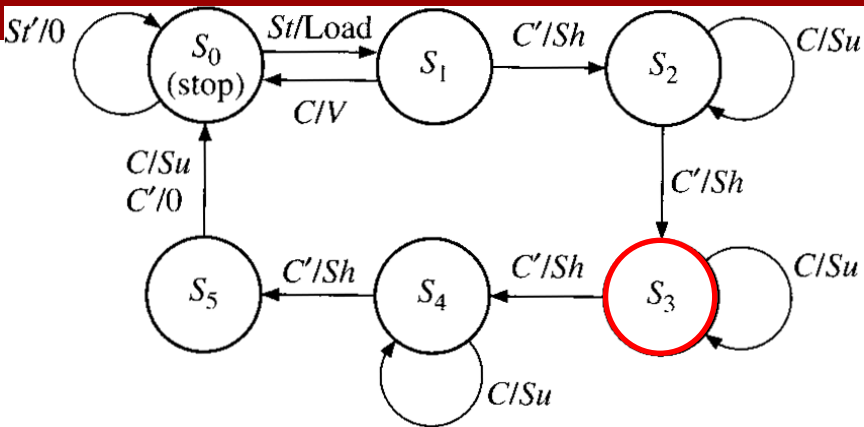 St′/0
S0
(stop)
St/Load
C/V
S1
C′/Sh
S2
C/Su
C′/Sh
C/Su
C′/0
S5
C′/Sh
S4
C′/Sh
S3
C/Su
C/Su